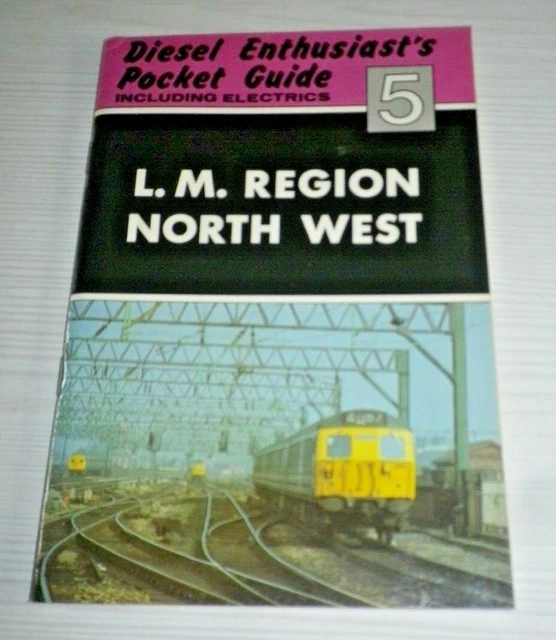 Diesel Enthusiast's
Pocket Guide
INCLUDING ELECTRICS
5
L. M. REGION
NORTH WEST